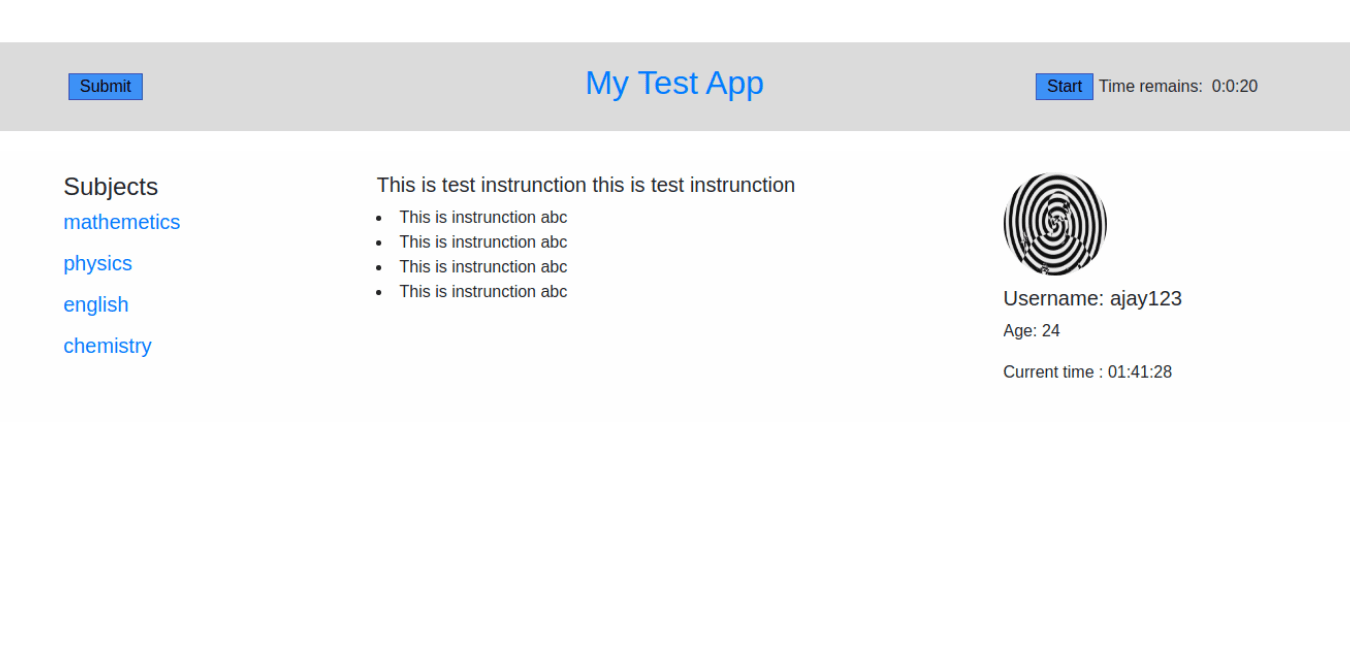 Submit
My Test App
Start Time remains: 0:0:20
Subjects
mathemetics
physics
english
chemistry
This is test instrunction this is test instrunction
This is instrunction abc
This is instrunction abc
This is instrunction abc
This is instrunction abc
Username: ajay123
Age: 24
Current time : 01:41:28